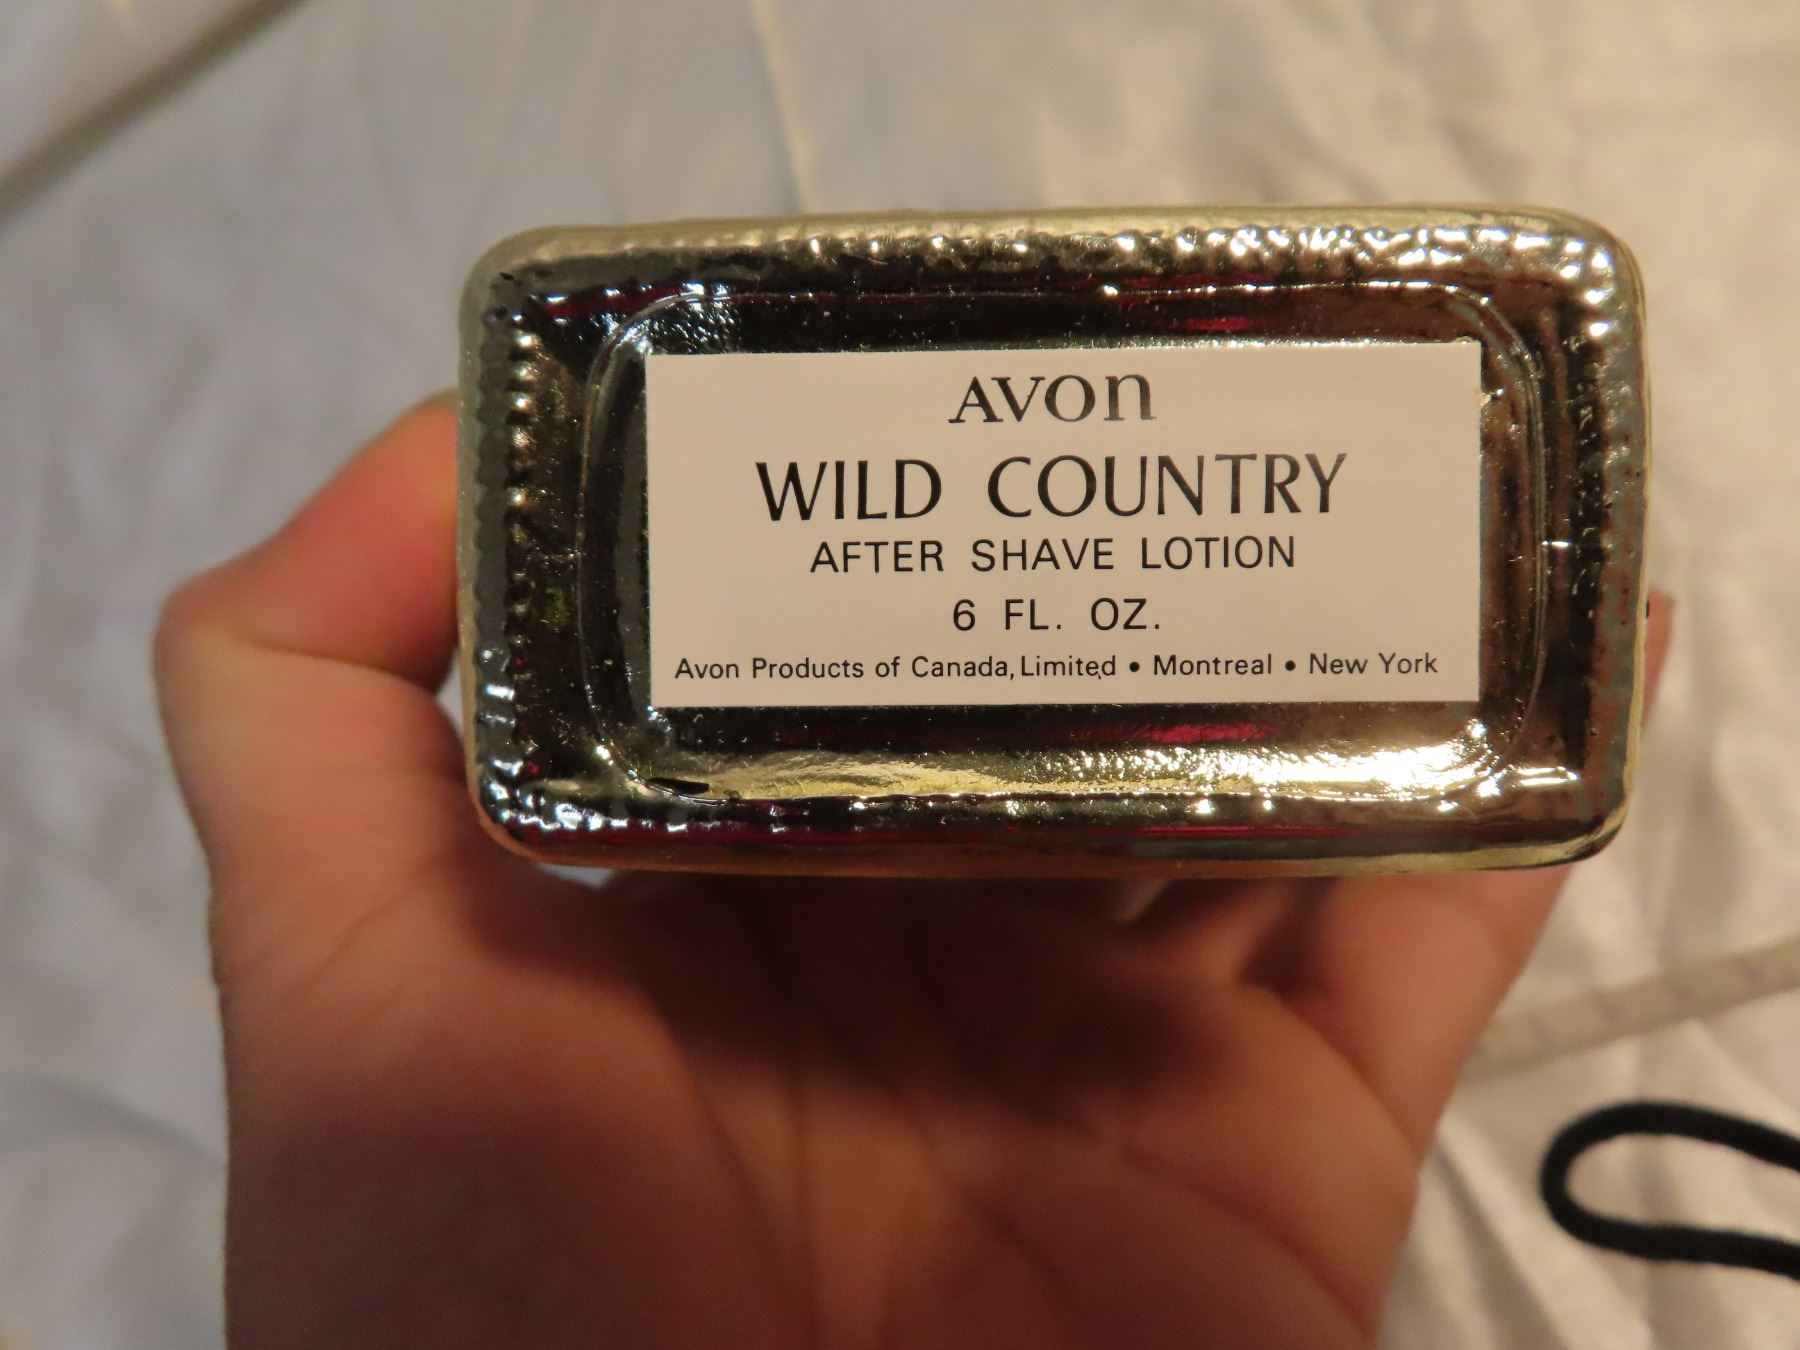 AVON
WILD COUNTRY
AFTER SHAVE LOTION
6 FL. OZ.
Avon Products of Canada, Limited • Montreal • New York